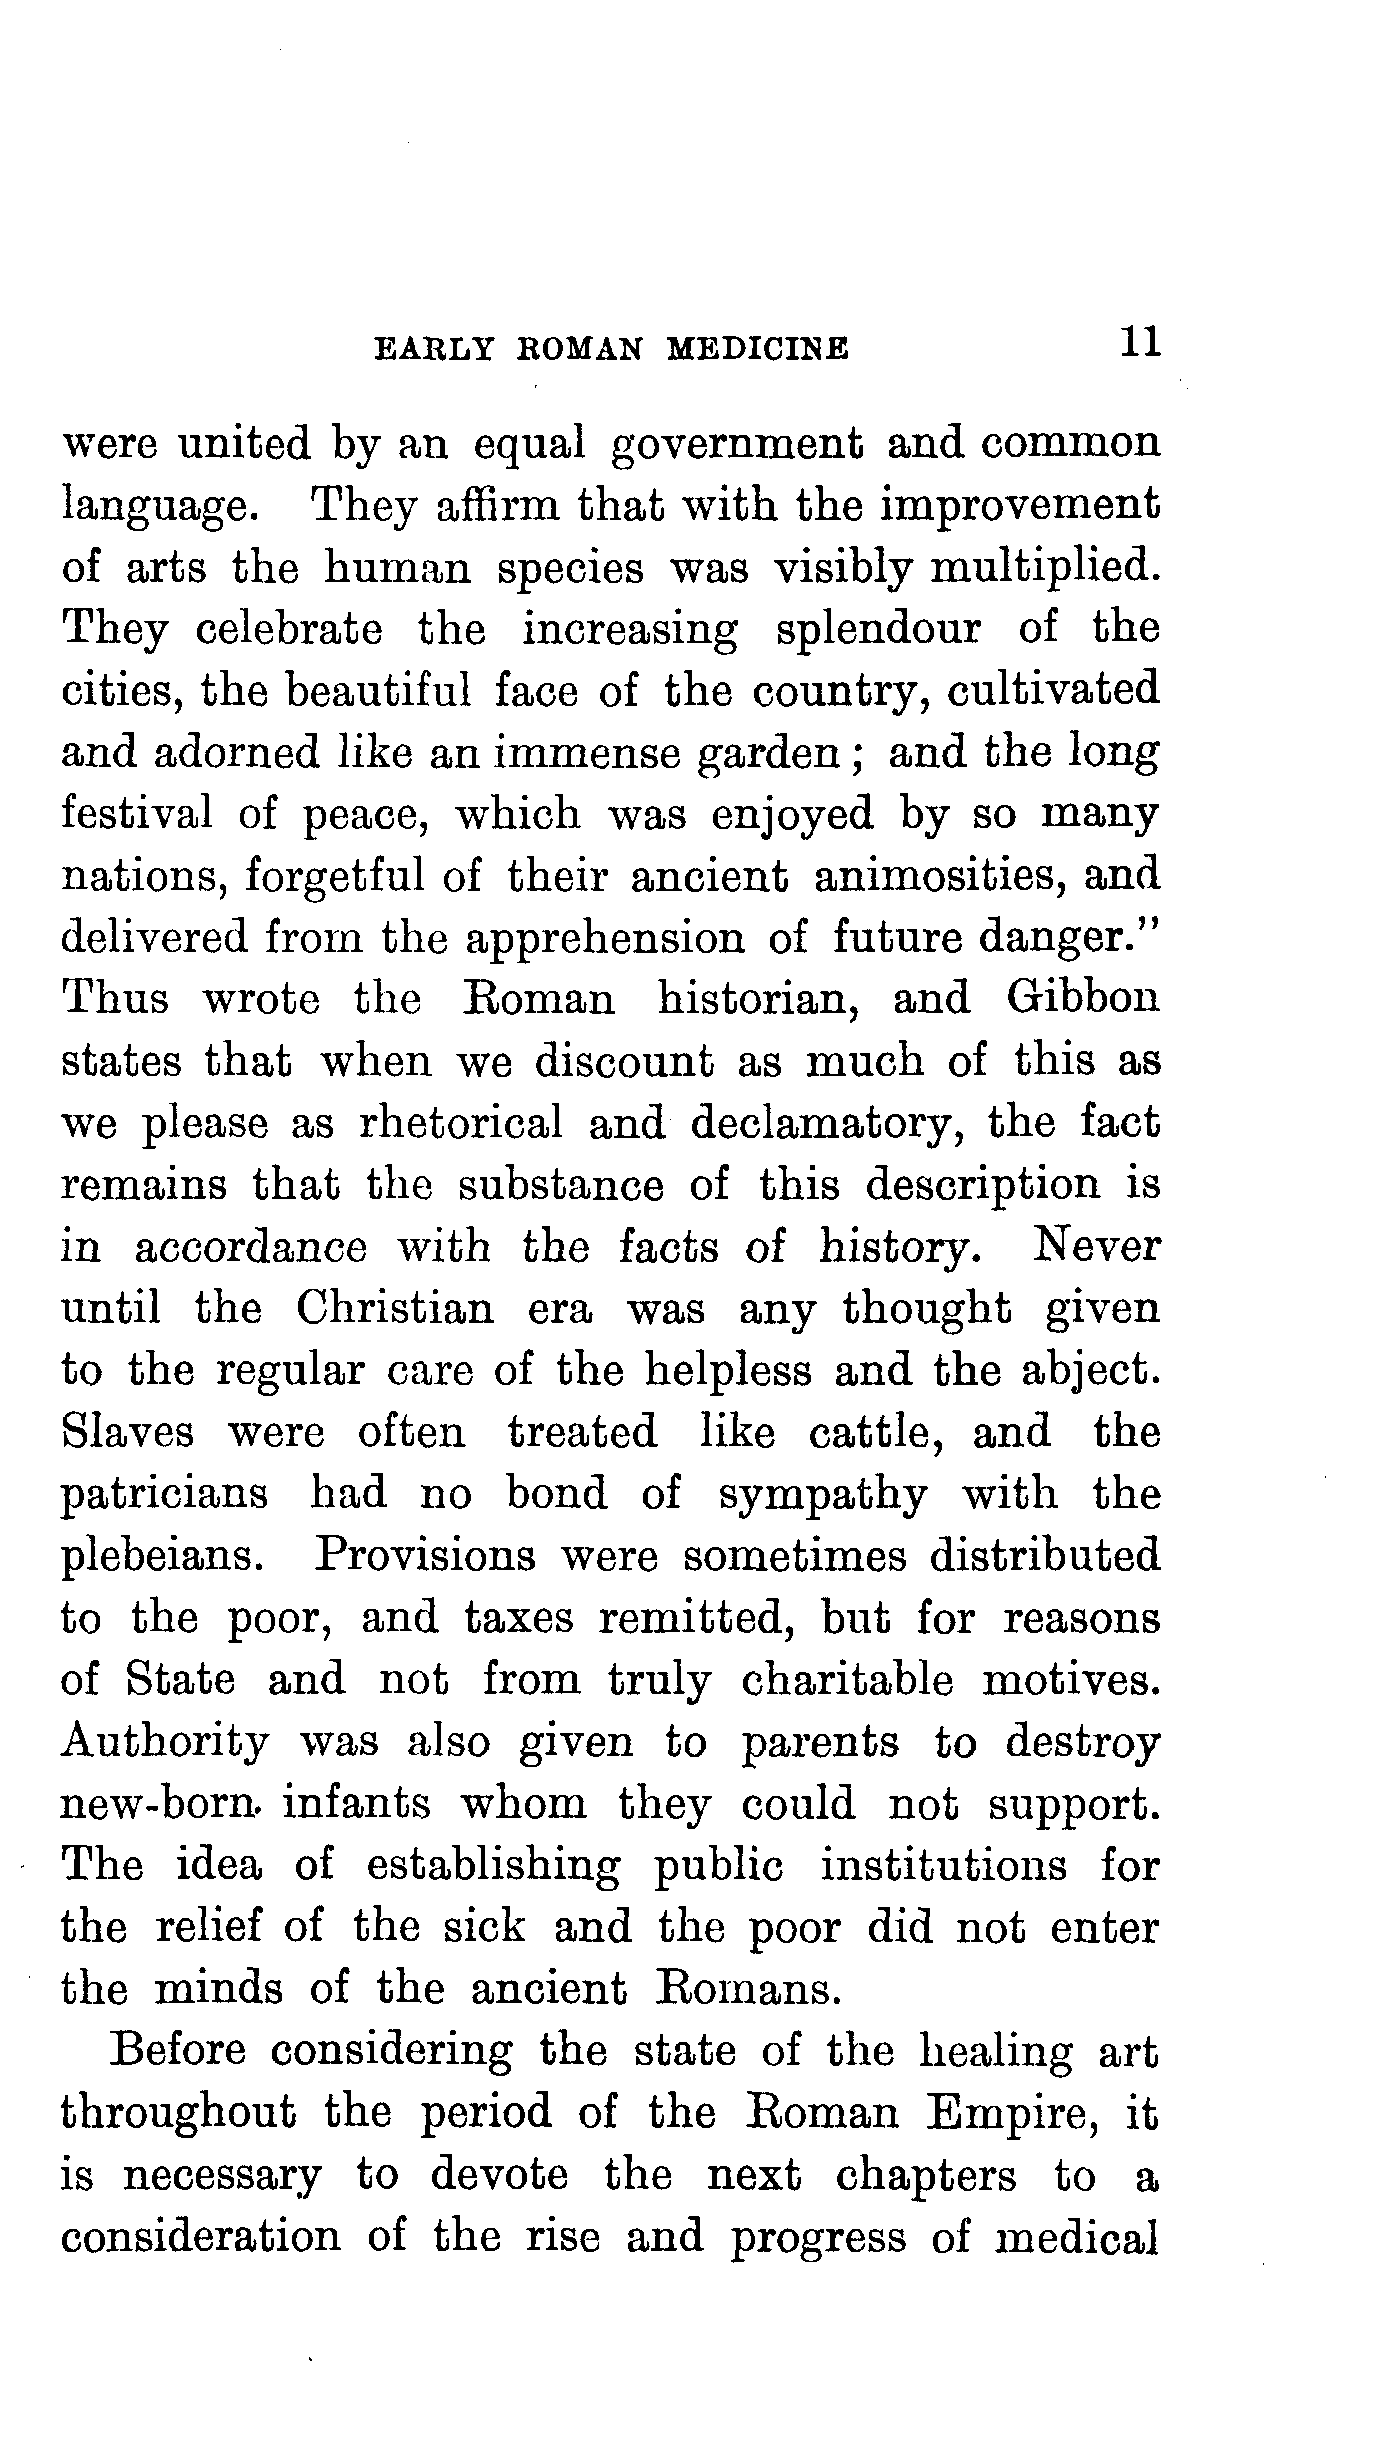 EARLY ROMAN MEDICINE 11
were united by an equal government and common
language. They affirm that with the improvement
of arts the human species was visibly multiplied.
They celebrate the increasing splendour of the
cities, the beautiful face of the country, cultivated
and adorned like an immense garden ; and the long
festival of peace, which was enjoyed by so many
nations, forgetful of their ancient animosities, and
delivered from the apprehension of future danger."
Thus wrote the Roman historian, and Gibbon
states that when we discount as much of this as
we please as rhetorical and declamatory, the fact
remains that the substance of this description is
in accordance with the facts of history. Never
until the Christian era was any thought given
to the regular care of the helpless and the abject.
Slaves were often treated like cattle, and the
patricians had no bond of sympathy with the
plebeians. Provisions were sometimes distributed
to the poor, and taxes remitted, but for reasons
of State and not from truly charitable motives.
Authority was also given to parents to destroy
new-born infants whom they could not support.
The idea of establishing public institutions for
the relief of the sick and the poor did not enter
the minds of the ancient Romans.
Before considering the state of the healing art
throughout the period of the Roman Empire, it
is necessary to devote the next chapters to a
consideration of the rise and progress of medical